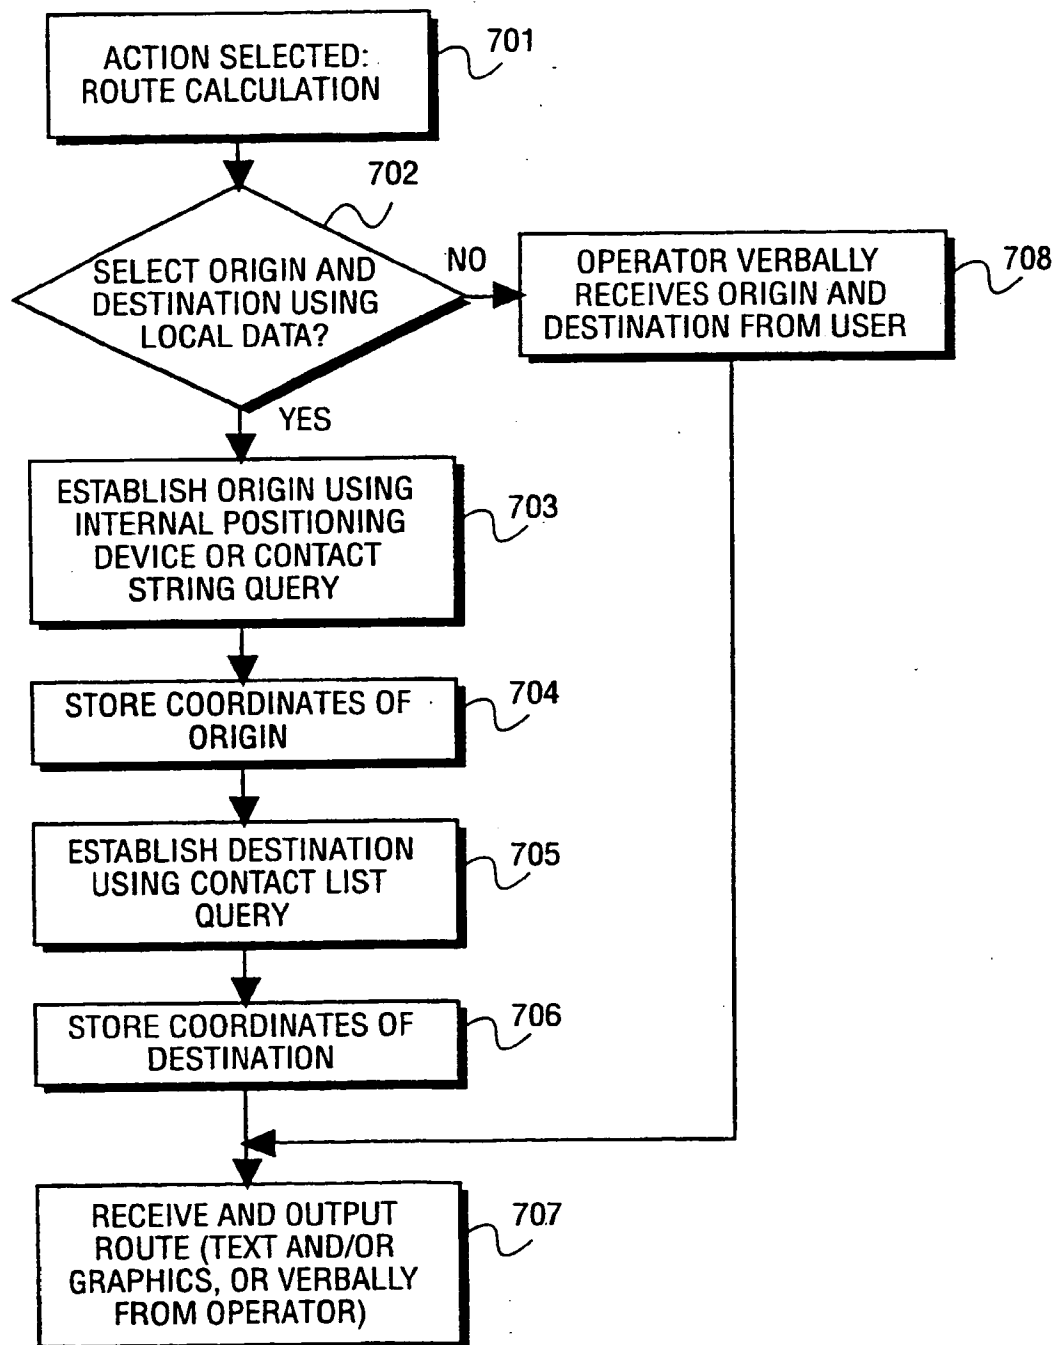 ACTION SELECTED:
ROUTE CALCULATION
701
702
SELECT ORIGIN AND
DESTINATION USING
LOCAL DATA?
NO
YES
OPERATOR VERBALLY
RECEIVES ORIGIN AND
DESTINATION FROM USER
708
ESTABLISH ORIGIN USING
INTERNAL POSITIONING
DEVICE OR CONTACT
STRING QUERY
703
STORE COORDINATES OF
ORIGIN
704
ESTABLISH DESTINATION
USING CONTACT LIST
QUERY
705
STORE COORDINATES OF
DESTINATION
706
RECEIVE AND OUTPUT
ROUTE (TEXT AND/OR
GRAPHICS, OR VERBALLY
FROM OPERATOR)
707